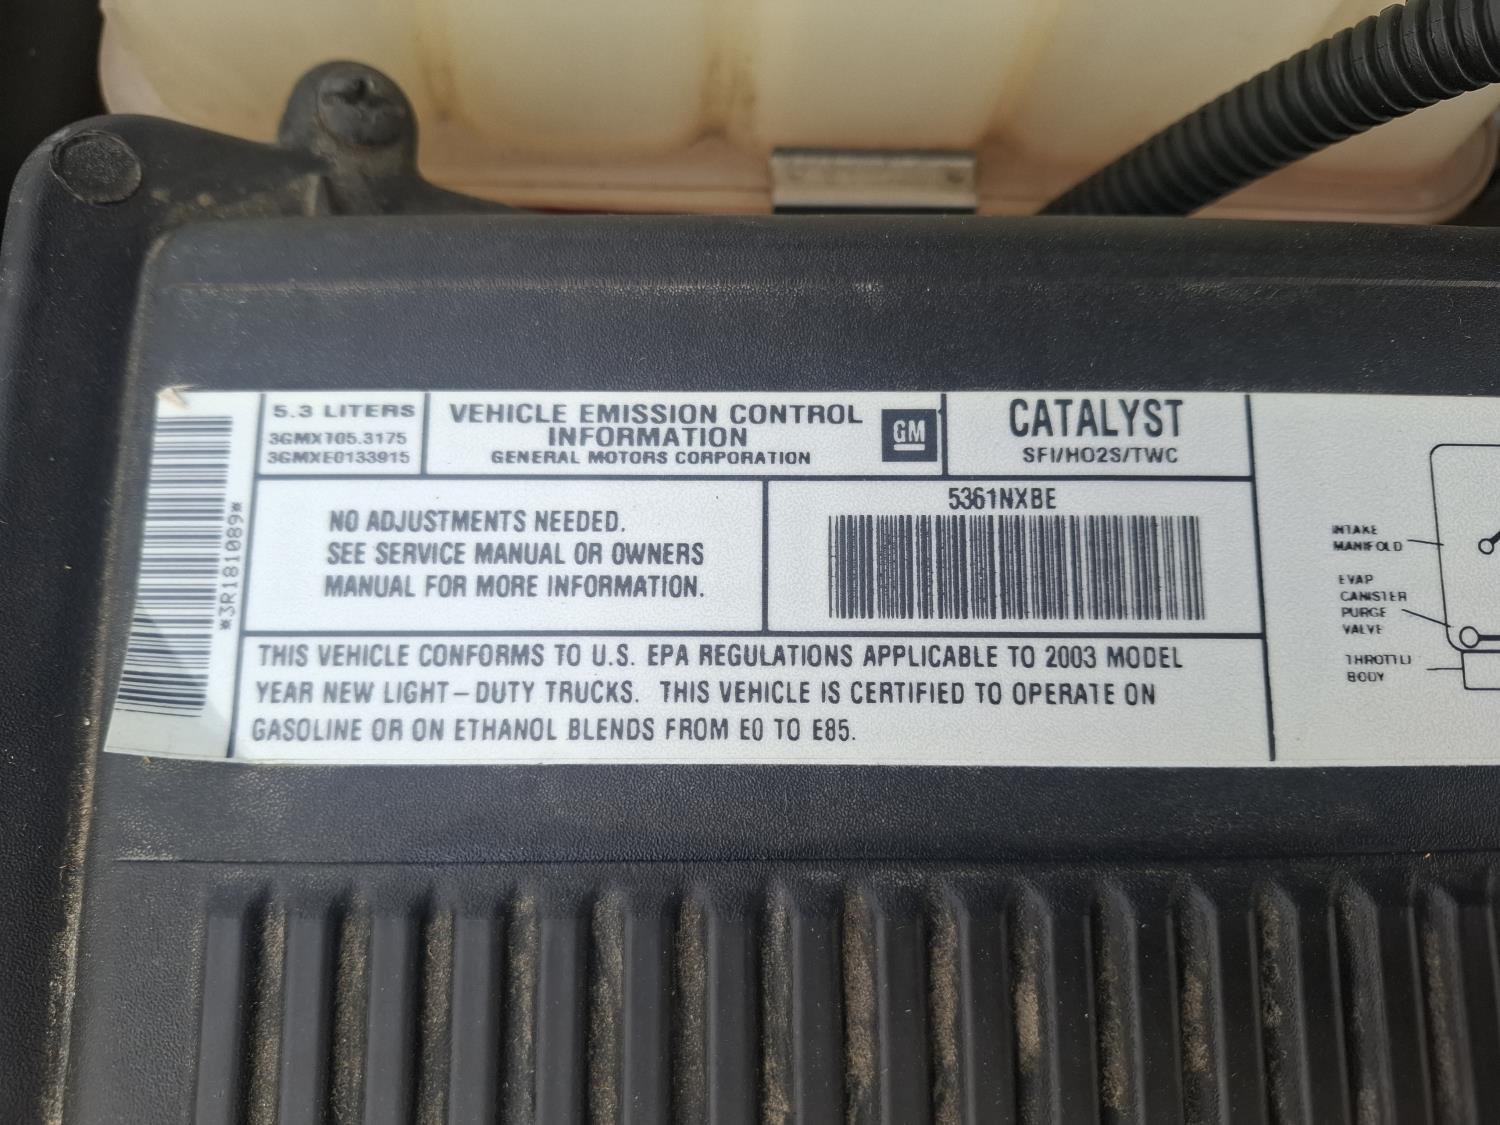 *3R181089*
5.3 LITERS
3GMXT05.3175
3GMXE0133915
VEHICLE EMISSION CONTROL
INFORMATION
GENERAL MOTORS CORPORATION
GM
CATALYST
SFI/HO2S/TWC
NO ADJUSTMENTS NEEDED.
SEE SERVICE MANUAL OR OWNERS
MANUAL FOR MORE INFORMATION.
5361NXBE
THIS VEHICLE CONFORMS TO U.S. EPA REGULATIONS APPLICABLE TO 2003 MODEL
YEAR NEW LIGHT-DUTY TRUCKS. THIS VEHICLE IS CERTIFIED TO OPERATE ON
GASOLINE OR ON ETHANOL BLENDS FROM E0 TO E85.
INTAKE
MANIFOLD
EVAP
CANISTER
PURGE
VALVE
THROTTL
BODY